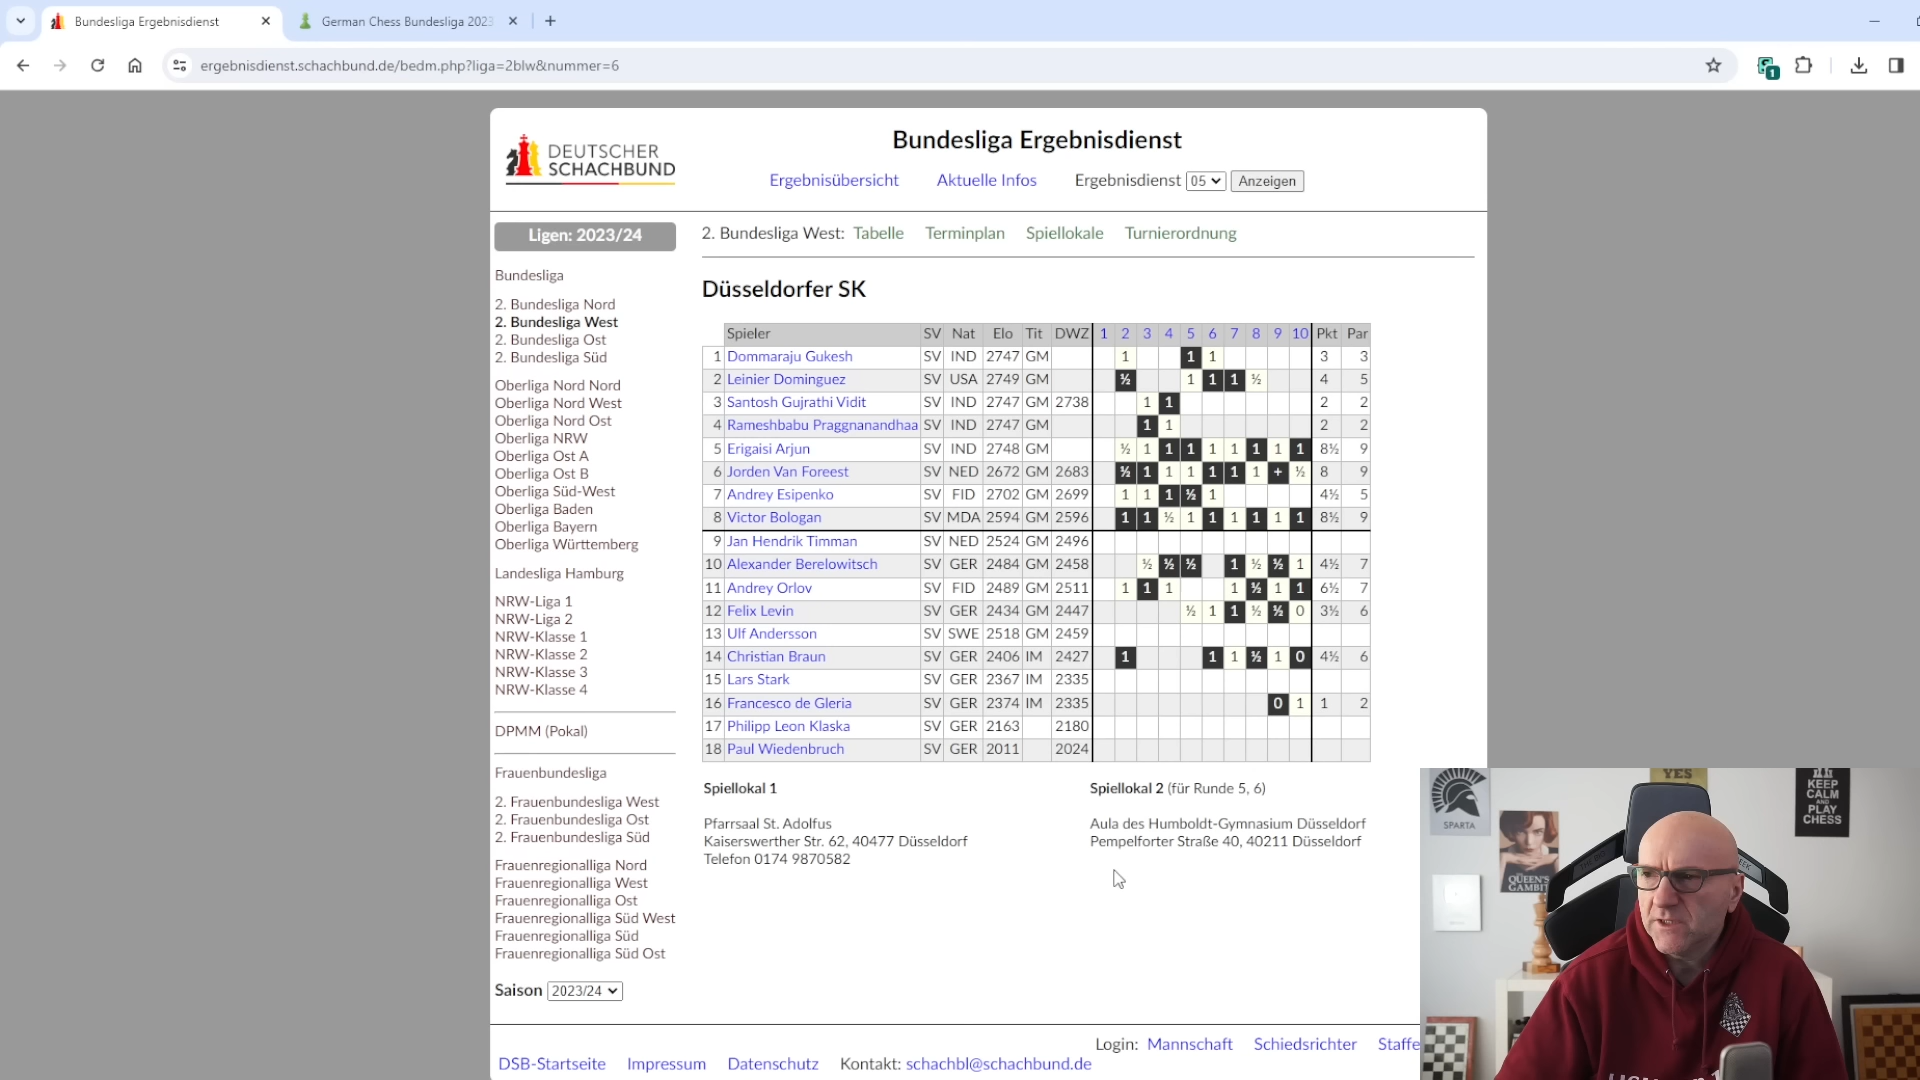 Bundesliga Ergebnisdienst
German Chess Bundesliga 2023
ergebnisdienst.schachbund.de/bedm.php?liga=2blw&nummer=6
1
DEUTSCHER
SCHACHBUND
Bundesliga Ergebnisdienst
Ergebnisübersicht Aktuelle Infos Ergebnisdienst 05 Anzeigen
Ligen: 2023/24
Bundesliga
2. Bundesliga Nord
2. Bundesliga West
2. Bundesliga Ost
2. Bundesliga Süd
Oberliga Nord Nord
Oberliga Nord West
Oberliga Nord Ost
Oberliga NRW
Oberliga Ost A
Oberliga Ost B
Oberliga Süd-West
Oberliga Baden
Oberliga Bayern
Oberliga Württemberg
Landesliga Hamburg
NRW-Liga 1
NRW-Liga 2
NRW-Klasse 1
NRW-Klasse 2
NRW-Klasse 3
NRW-Klasse 4
DPMM (Pokal)
Frauenbundesliga
2. Frauenbundesliga West
2. Frauenbundesliga Ost
2. Frauenbundesliga Süd
Frauenregionalliga Nord
Frauenregionalliga West
Frauenregionalliga Ost
Frauenregionalliga Süd West
Frauenregionalliga Süd
Frauenregionalliga Süd Ost
Saison 2023/24
2. Bundesliga West: Tabelle Terminplan Spiellokale Turnierordnung
Düsseldorfer SK
Spieler SV Nat Elo Tit DWZ 1 2 3 4 5 6 7 8 9 10 Pkt Par
1 Dommaraju Gukesh SV IND 2747 GM 1 1 1 3 3
2 Leinier Dominguez SV USA 2749 GM ½ 1 1 1 ½ 4 5
3 Santosh Gujrathi Vidit SV IND 2747 GM 2738 1 1 2 2
4 Rameshbabu Praggnanandhaa SV IND 2747 GM 1 1 2 2
5 Erigaisi Arjun SV IND 2748 GM ½ 1 1 1 1 1 1 1 1 8½ 9
6 Jorden Van Foreest SV NED 2672 GM 2683 ½ 1 1 1 1 1 1 + ½ 8 9
7 Andrey Esipenko SV FID 2702 GM 2699 1 1 1 ½ 1 4½ 5
8 Victor Bologan SV MDA 2594 GM 2596 1 1 ½ 1 1 1 1 1 1 8½ 9
9 Jan Hendrik Timman SV NED 2524 GM 2496
10 Alexander Berelowitsch SV GER 2484 GM 2458 ½ ½ ½ 1 ½ ½ 1 4½ 7
11 Andrey Orlov SV FID 2489 GM 2511 1 1 1 1 ½ 1 1 6½ 7
12 Felix Levin SV GER 2434 GM 2447 ½ 1 1 ½ ½ 0 3½ 6
13 Ulf Andersson SV SWE 2518 GM 2459
14 Christian Braun SV GER 2406 IM 2427 1 1 1 ½ 1 0 4½ 6
15 Lars Stark SV GER 2367 IM 2335
16 Francesco de Gleria SV GER 2374 IM 2335 0 1 1 2
17 Philipp Leon Klaska SV GER 2163 2180
18 Paul Wiedenbruch SV GER 2011 2024
Spiellokal 1
Pfarrsaal St. Adolfus
Kaiserswerther Str. 62, 40477 Düsseldorf
Telefon 0174 9870582
Spiellokal 2 (für Runde 5, 6)
Aula des Humboldt-Gymnasium Düsseldorf
Pempelforter Straße 40, 40211 Düsseldorf
Login: Mannschaft Schiedsrichter Staffe
DSB-Startseite Impressum Datenschutz Kontakt: schachbl@schachbund.de
SPARTA
YES
THE QUEEN'S
GAMBIT
KEEP
CALM
AND
PLAY
CHESS